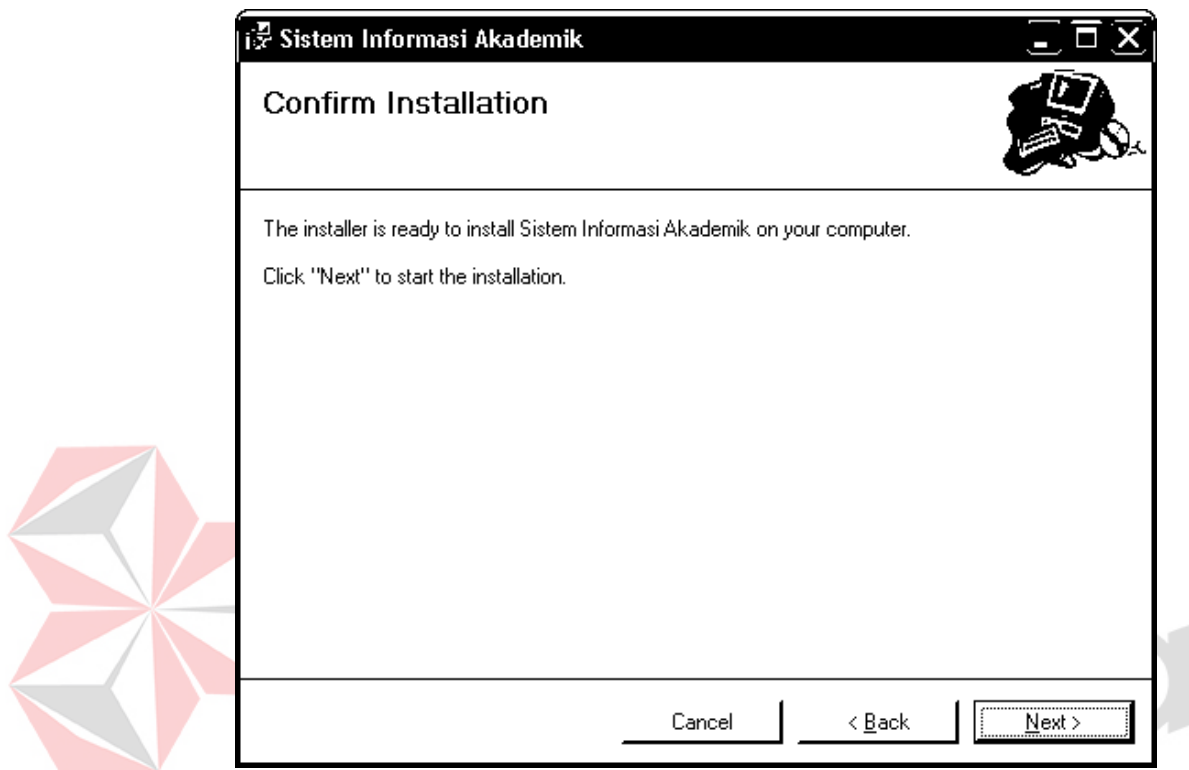 Sistem Informasi Akademik
Confirm Installation
The installer is ready to install Sistem Informasi Akademik on your computer.
Click "Next" to start the installation.
Cancel
< Back
Next >